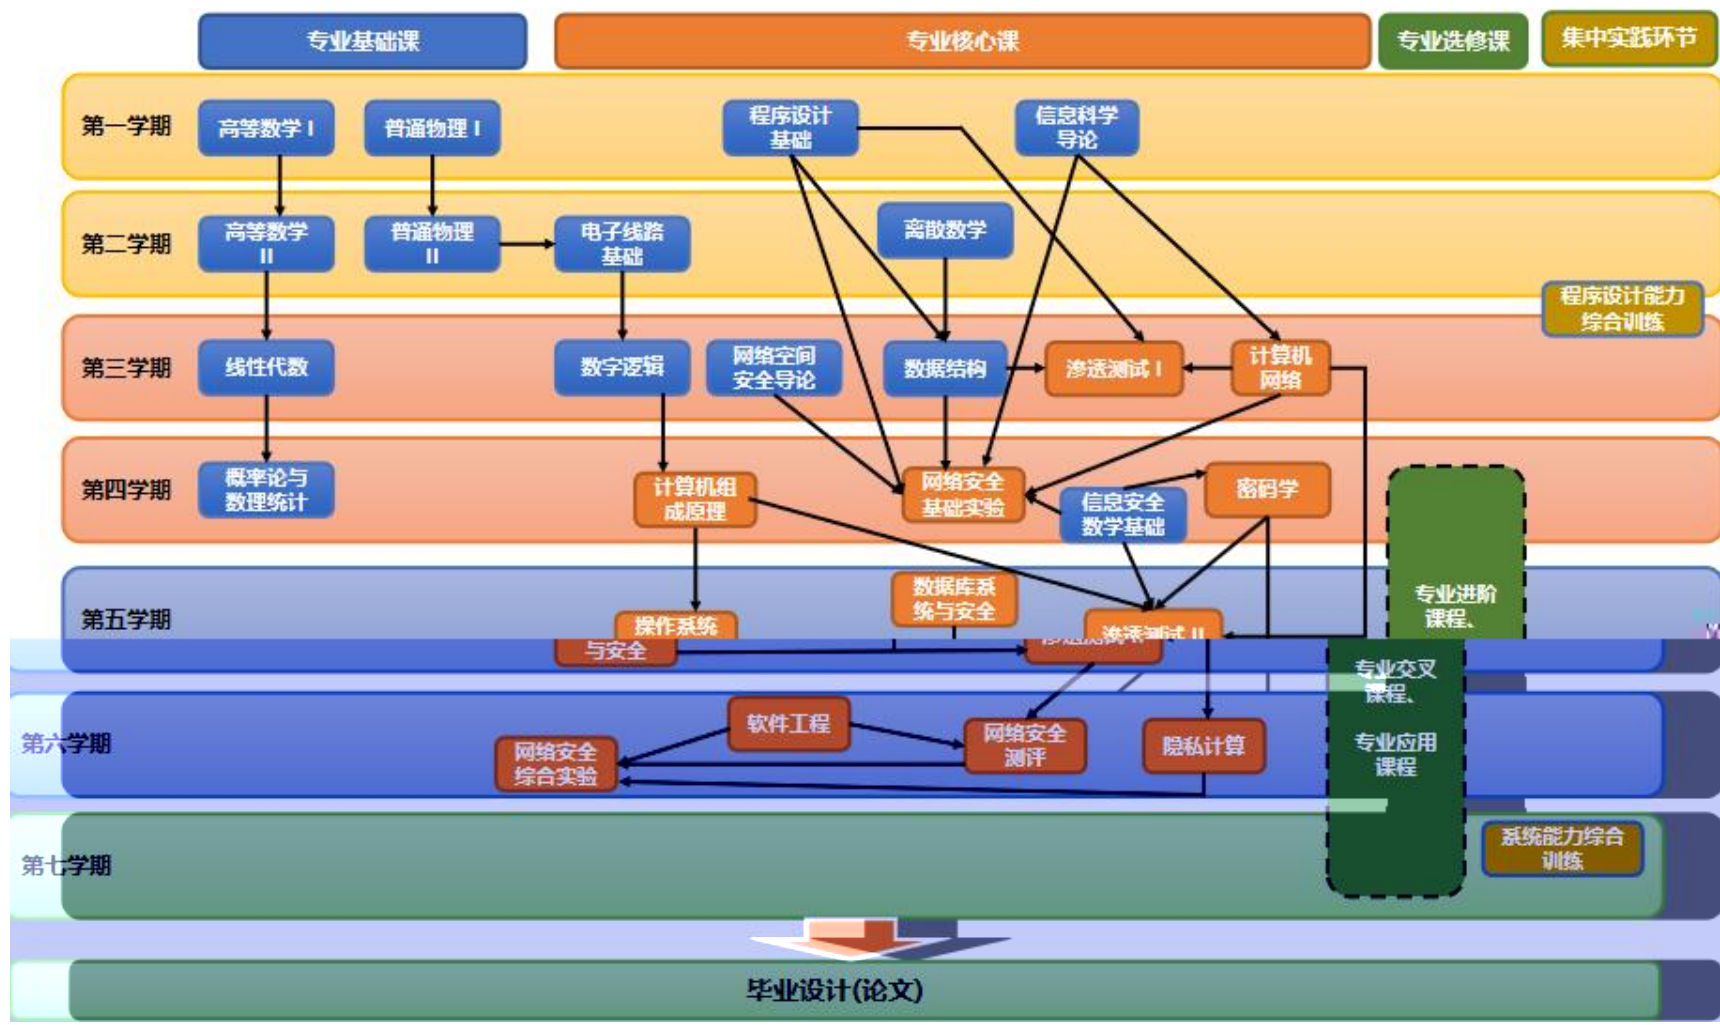 专业基础课
专业核心课
专业选修课
集中实践环节
第一学期
高等数学 I
普通物理 I
程序设计
基础
信息科学
导论
第二学期
高等数学
II
普通物理
II
电子线路
基础
离散数学
程序设计能力
综合训练
第三学期
线性代数
数字逻辑
网络空间
安全导论
数据结构
渗透测试 I
计算机
网络
第四学期
概率论与
数理统计
计算机组
成原理
网络安全
基础实验
信息安全
数学基础
密码学
第五学期
操作系统
与安全
数据库系
统与安全
渗透测试 II
专业进阶
课程、
专业交叉
课程、
专业应用
课程
第六学期
网络安全
综合实验
软件工程
网络安全
测评
隐私计算
第七学期
系统能力综合
训练
毕业设计(论文)